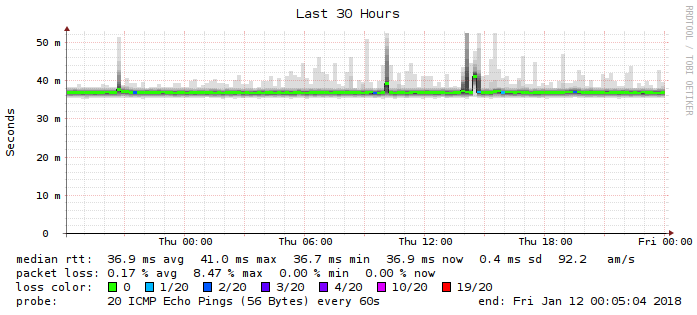 Last 30 Hours
RRDTOOL / TOBI OETIKER
Seconds
50 m
40 m
30 m
20 m
10 m
0
Thu 00:00 Thu 06:00 Thu 12:00 Thu 18:00 Fri 00:00
median rtt: 36.9 ms avg 41.0 ms max 36.7 ms min 36.9 ms now 0.4 ms sd 92.2 am/s
packet loss: 0.17 % avg 8.47 % max 0.00 % min 0.00 % now
loss color: 0 1/20 2/20 3/20 4/20 10/20 19/20
probe: 20 ICMP Echo Pings (56 Bytes) every 60s end: Fri Jan 12 00:05:04 2018